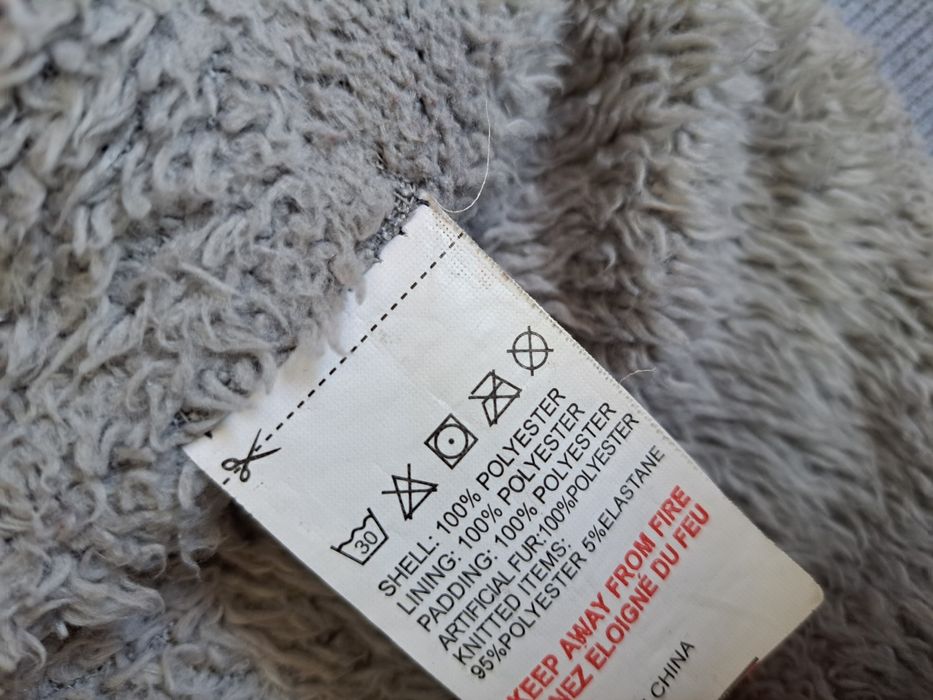 30
SHELL: 100% POLYESTER
LINING: 100% POLYESTER
PADDING: 100% POLYESTER
ARTIFICIAL FUR:100%POLYESTER
KNITTED ITEMS:
95%POLYESTER 5%ELASTANE
KEEP AWAY FROM FIRE
ELOIGNÉ DU FEU
CHINA